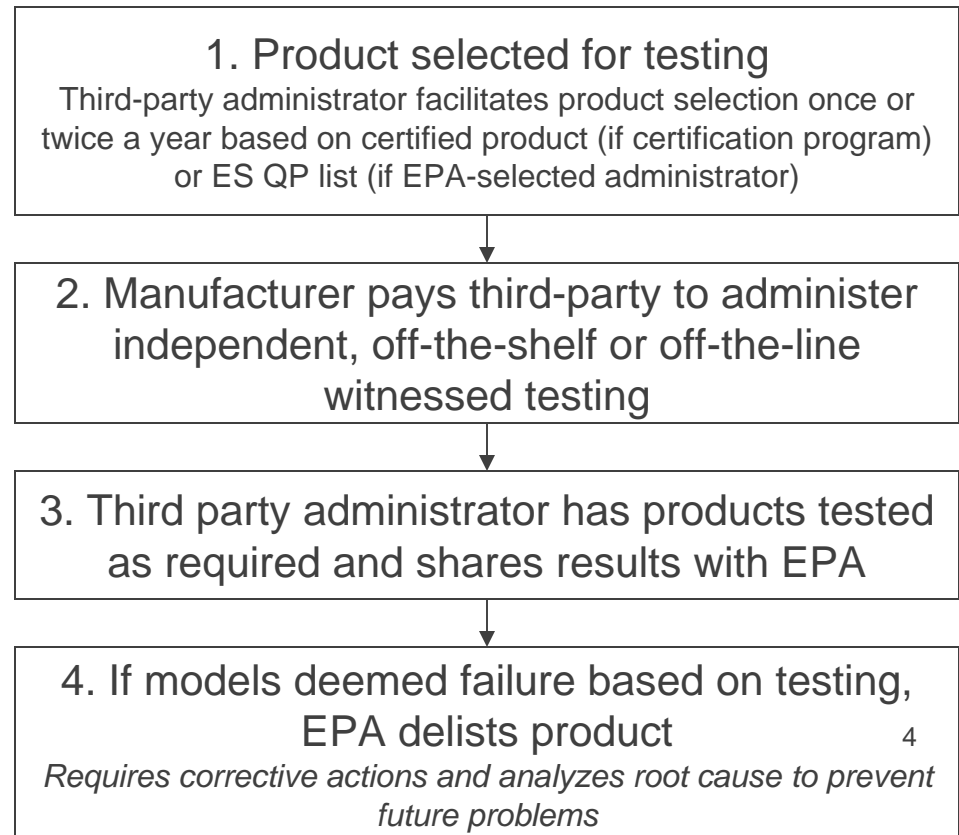 1. Product selected for testing
Third-party administrator facilitates product selection once or
twice a year based on certified product (if certification program)
or ES QP list (if EPA-selected administrator)
2. Manufacturer pays third-party to administer
independent, off-the-shelf or off-the-line
witnessed testing
3. Third party administrator has products tested
as required and shares results with EPA
4. If models deemed failure based on testing,
EPA delists product
4
Requires corrective actions and analyzes root cause to prevent
future problems